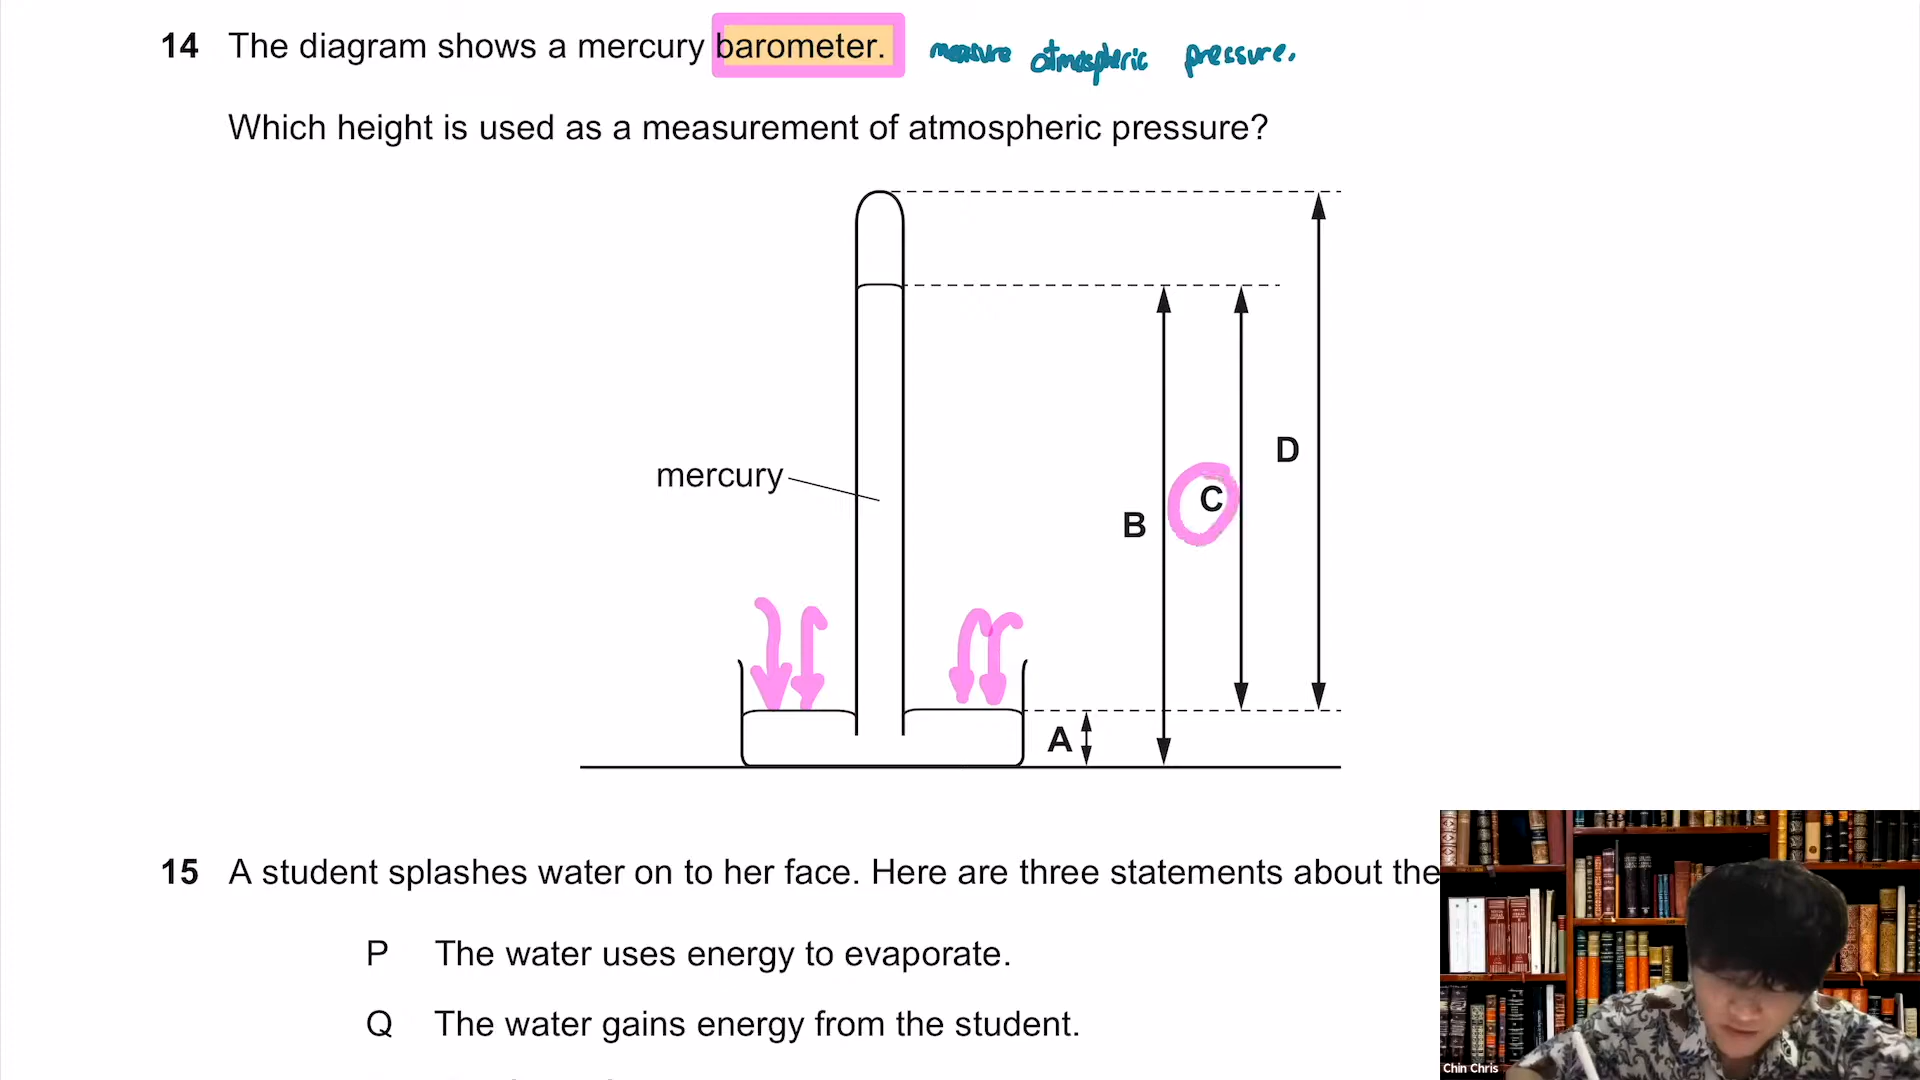 14 The diagram shows a mercury barometer. measure atmospheric pressure.
Which height is used as a measurement of atmospheric pressure?
D
mercury
C
B
A
15 A student splashes water on to her face. Here are three statements about the
P The water uses energy to evaporate.
Q The water gains energy from the student.
Chin Chris